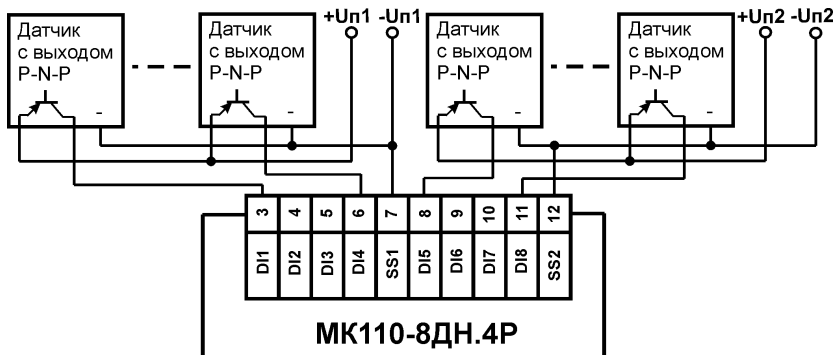 Датчик
с выходом
P-N-P
-
Датчик
с выходом
P-N-P
-
+Uп1 -Uп1
Датчик
с выходом
P-N-P
-
Датчик
с выходом
P-N-P
-
+Uп2 -Uп2
3 4 5 6 7 8 9 10 11 12
DI1 DI2 DI3 DI4 SS1 DI5 DI6 DI7 DI8 SS2
МК110-8ДН.4Р